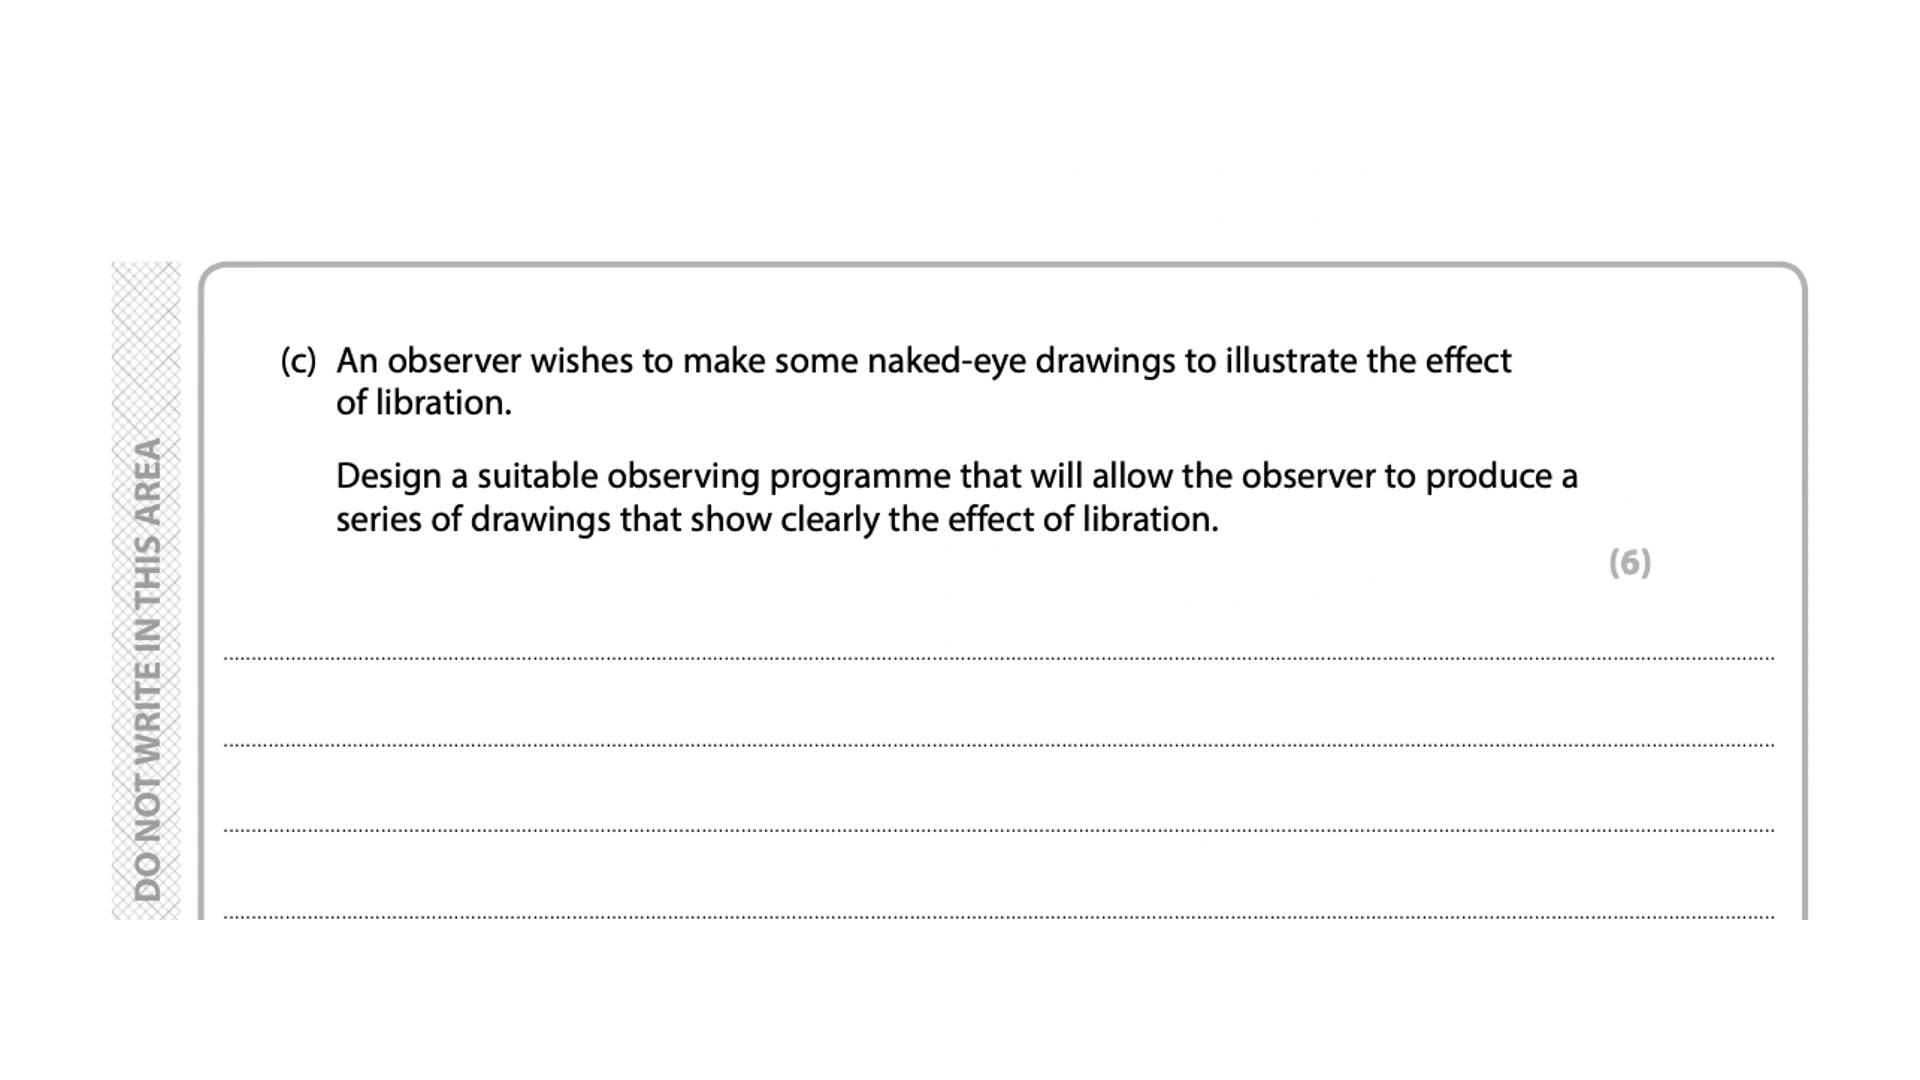 (c) An observer wishes to make some naked-eye drawings to illustrate the effect
of libration.
Design a suitable observing programme that will allow the observer to produce a
series of drawings that show clearly the effect of libration.
(6)
DO NOT WRITE IN THIS AREA